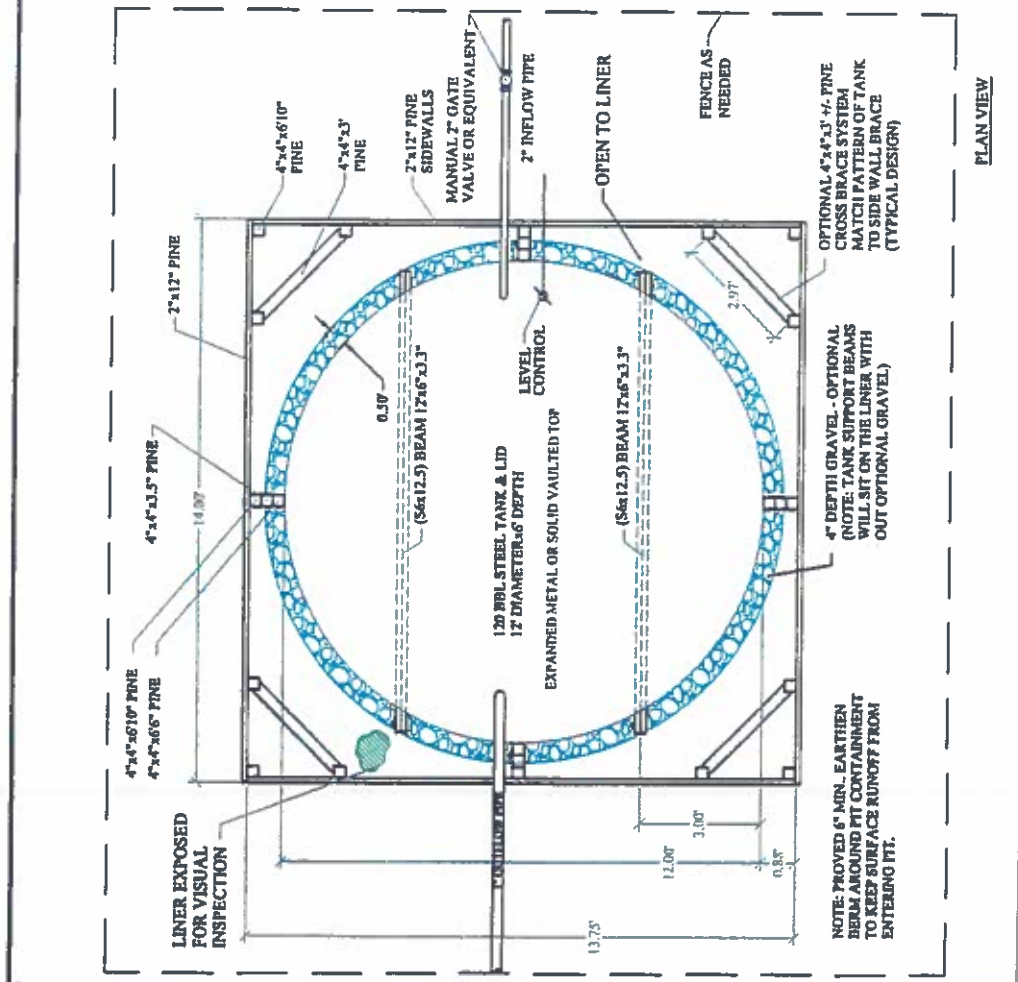 2"x12" PINE
4"x4"x3.5" PINE
4"x4"x6'10" PINE
4"x4"x6'6" PINE
LINER EXPOSED
FOR VISUAL
INSPECTION
4"x4"x6'10"
PINE
4"x4"x3'
PINE
2"x12" PINE
SIDEWALLS
MANUAL 2" GATE
VALVE OR EQUIVALENT
2" INFLOW PIPE
OPEN TO LINER
FENCE AS
NEEDED
14.00'
0.50'
(S6x12.5) BEAM 12'x6"x3.3"
LEVEL
CONTROL
120 BBL STEEL TANK & LID
12' DIAMETERx6' DEPTH
EXPANDED METAL OR SOLID VAULTED TOP
(S6x12.5) BEAM 12'x6"x3.3"
2.97'
OPTIONAL 4"x4"x3' +/- PINE
CROSS BRACE SYSTEM
MATCH PATTERN OF TANK
TO SIDE WALL BRACE
(TYPICAL DESIGN)
4" DEPTH GRAVEL - OPTIONAL
(NOTE: TANK SUPPORT BEAMS
WILL SIT ON THE LINER WITH
OUT OPTIONAL GRAVEL)
3.00'
12.00'
0.88'
13.75'
NOTE: PROVED 6" MIN.. EARTHEN
BERM AROUND PIT CONTAINMENT
TO KEEP SURFACE RUNOFF FROM
ENTERING PIT.
PLAN VIEW